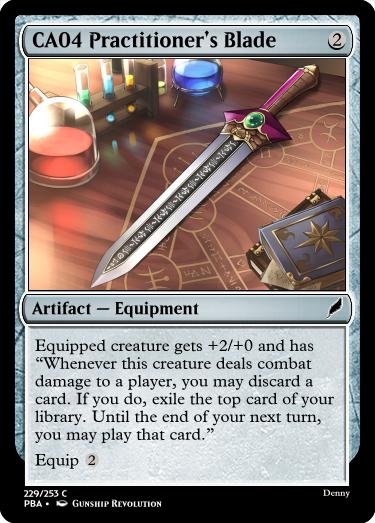 CA04 Practitioner's Blade 2
Artifact — Equipment
Equipped creature gets +2/+0 and has
“Whenever this creature deals combat
damage to a player, you may discard a
card. If you do, exile the top card of your
library. Until the end of your next turn,
you may play that card.”
Equip 2
229/253 C Denny
PBA • Gunship Revolution